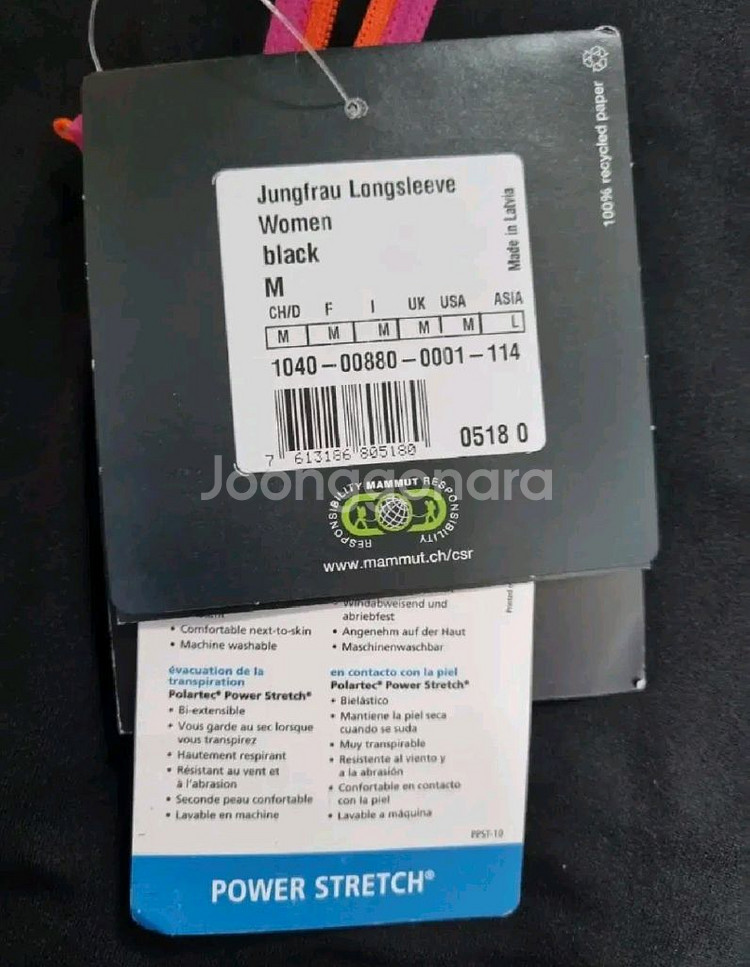 100% recycled paper
Jungfrau Longsleeve
Women
black
M
Made in Latvia
CH/D F I UK USA ASIA
M M M M M L
1040-00880-0001-114
7 613186 805180
0518 0
Joonggonara
RESPONSIBILITY MAMMUT RESPONSIBILITY
www.mammut.ch/csr
• Comfortable next-to-skin
• Machine washable
Windabweisend und
abriebfest
• Angenehm auf der Haut
• Maschinenwaschbar
Printed
évacuation de la
transpiration
Polartec® Power Stretch®
• Bi-extensible
• Vous garde au sec lorsque
vous transpirez
• Hautement respirant
• Résistant au vent et
à l'abrasion
• Seconde peau confortable
• Lavable en machine
en contacto con la piel
Polartec® Power Stretch®
• Bielástico
• Mantiene la piel seca
cuando se suda
• Muy transpirable
• Resistente al viento y
a la abrasión
• Confortable en contacto
con la piel
• Lavable a máquina
PPST-10
POWER STRETCH®